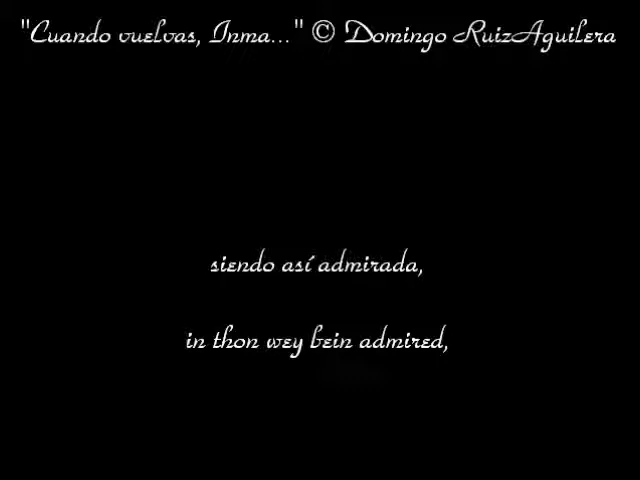 "Cuando vuelvas, Inma..." © Domingo RuizAguilera
siendo así admirada,
in thon wey bein admired,